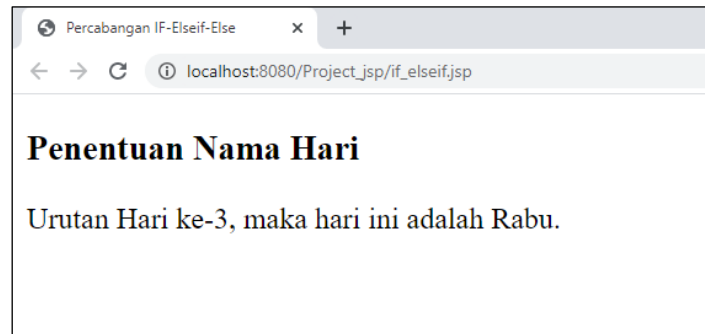 Percabangan IF-Elseif-Else
localhost:8080/Project_jsp/if_elseif.jsp
Penentuan Nama Hari
Urutan Hari ke-3, maka hari ini adalah Rabu.